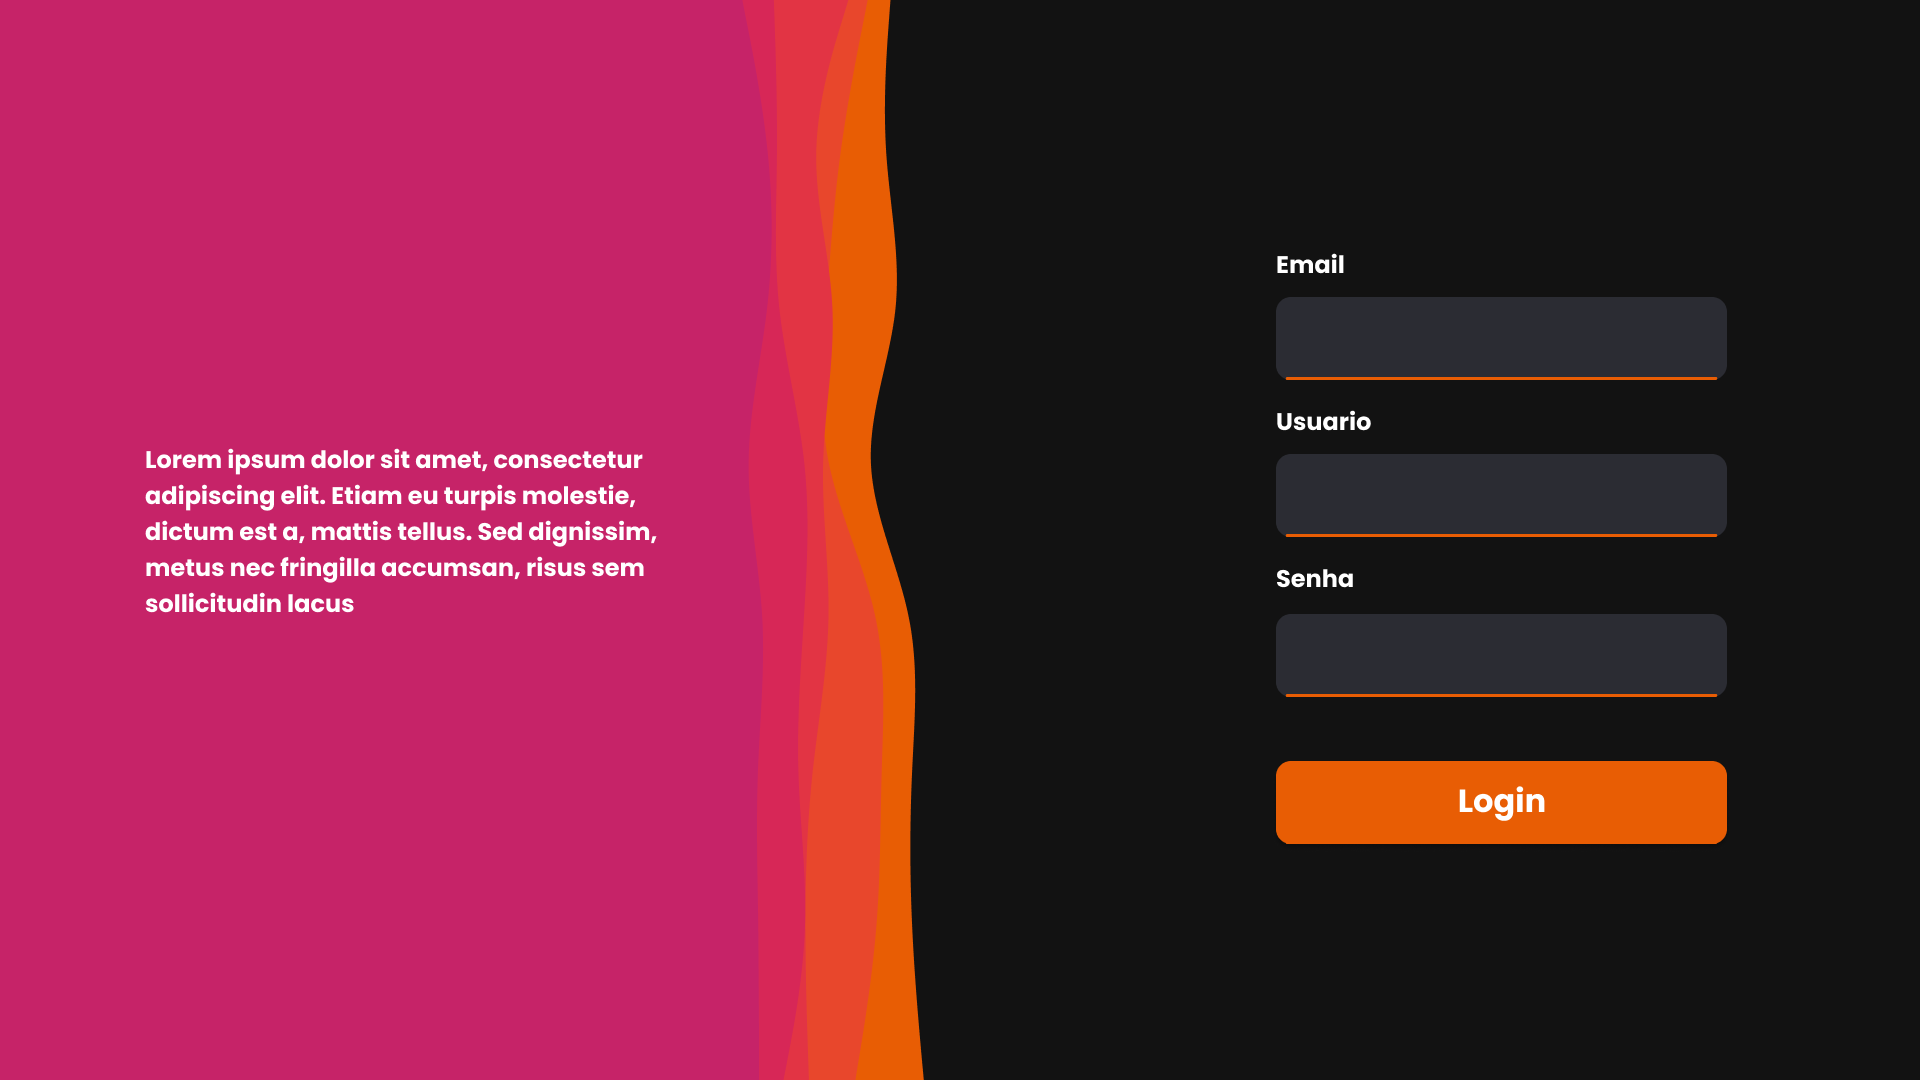 Lorem ipsum dolor sit amet, consectetur
adipiscing elit. Etiam eu turpis molestie,
dictum est a, mattis tellus. Sed dignissim,
metus nec fringilla accumsan, risus sem
sollicitudin lacus
Email
Usuario
Senha
Login